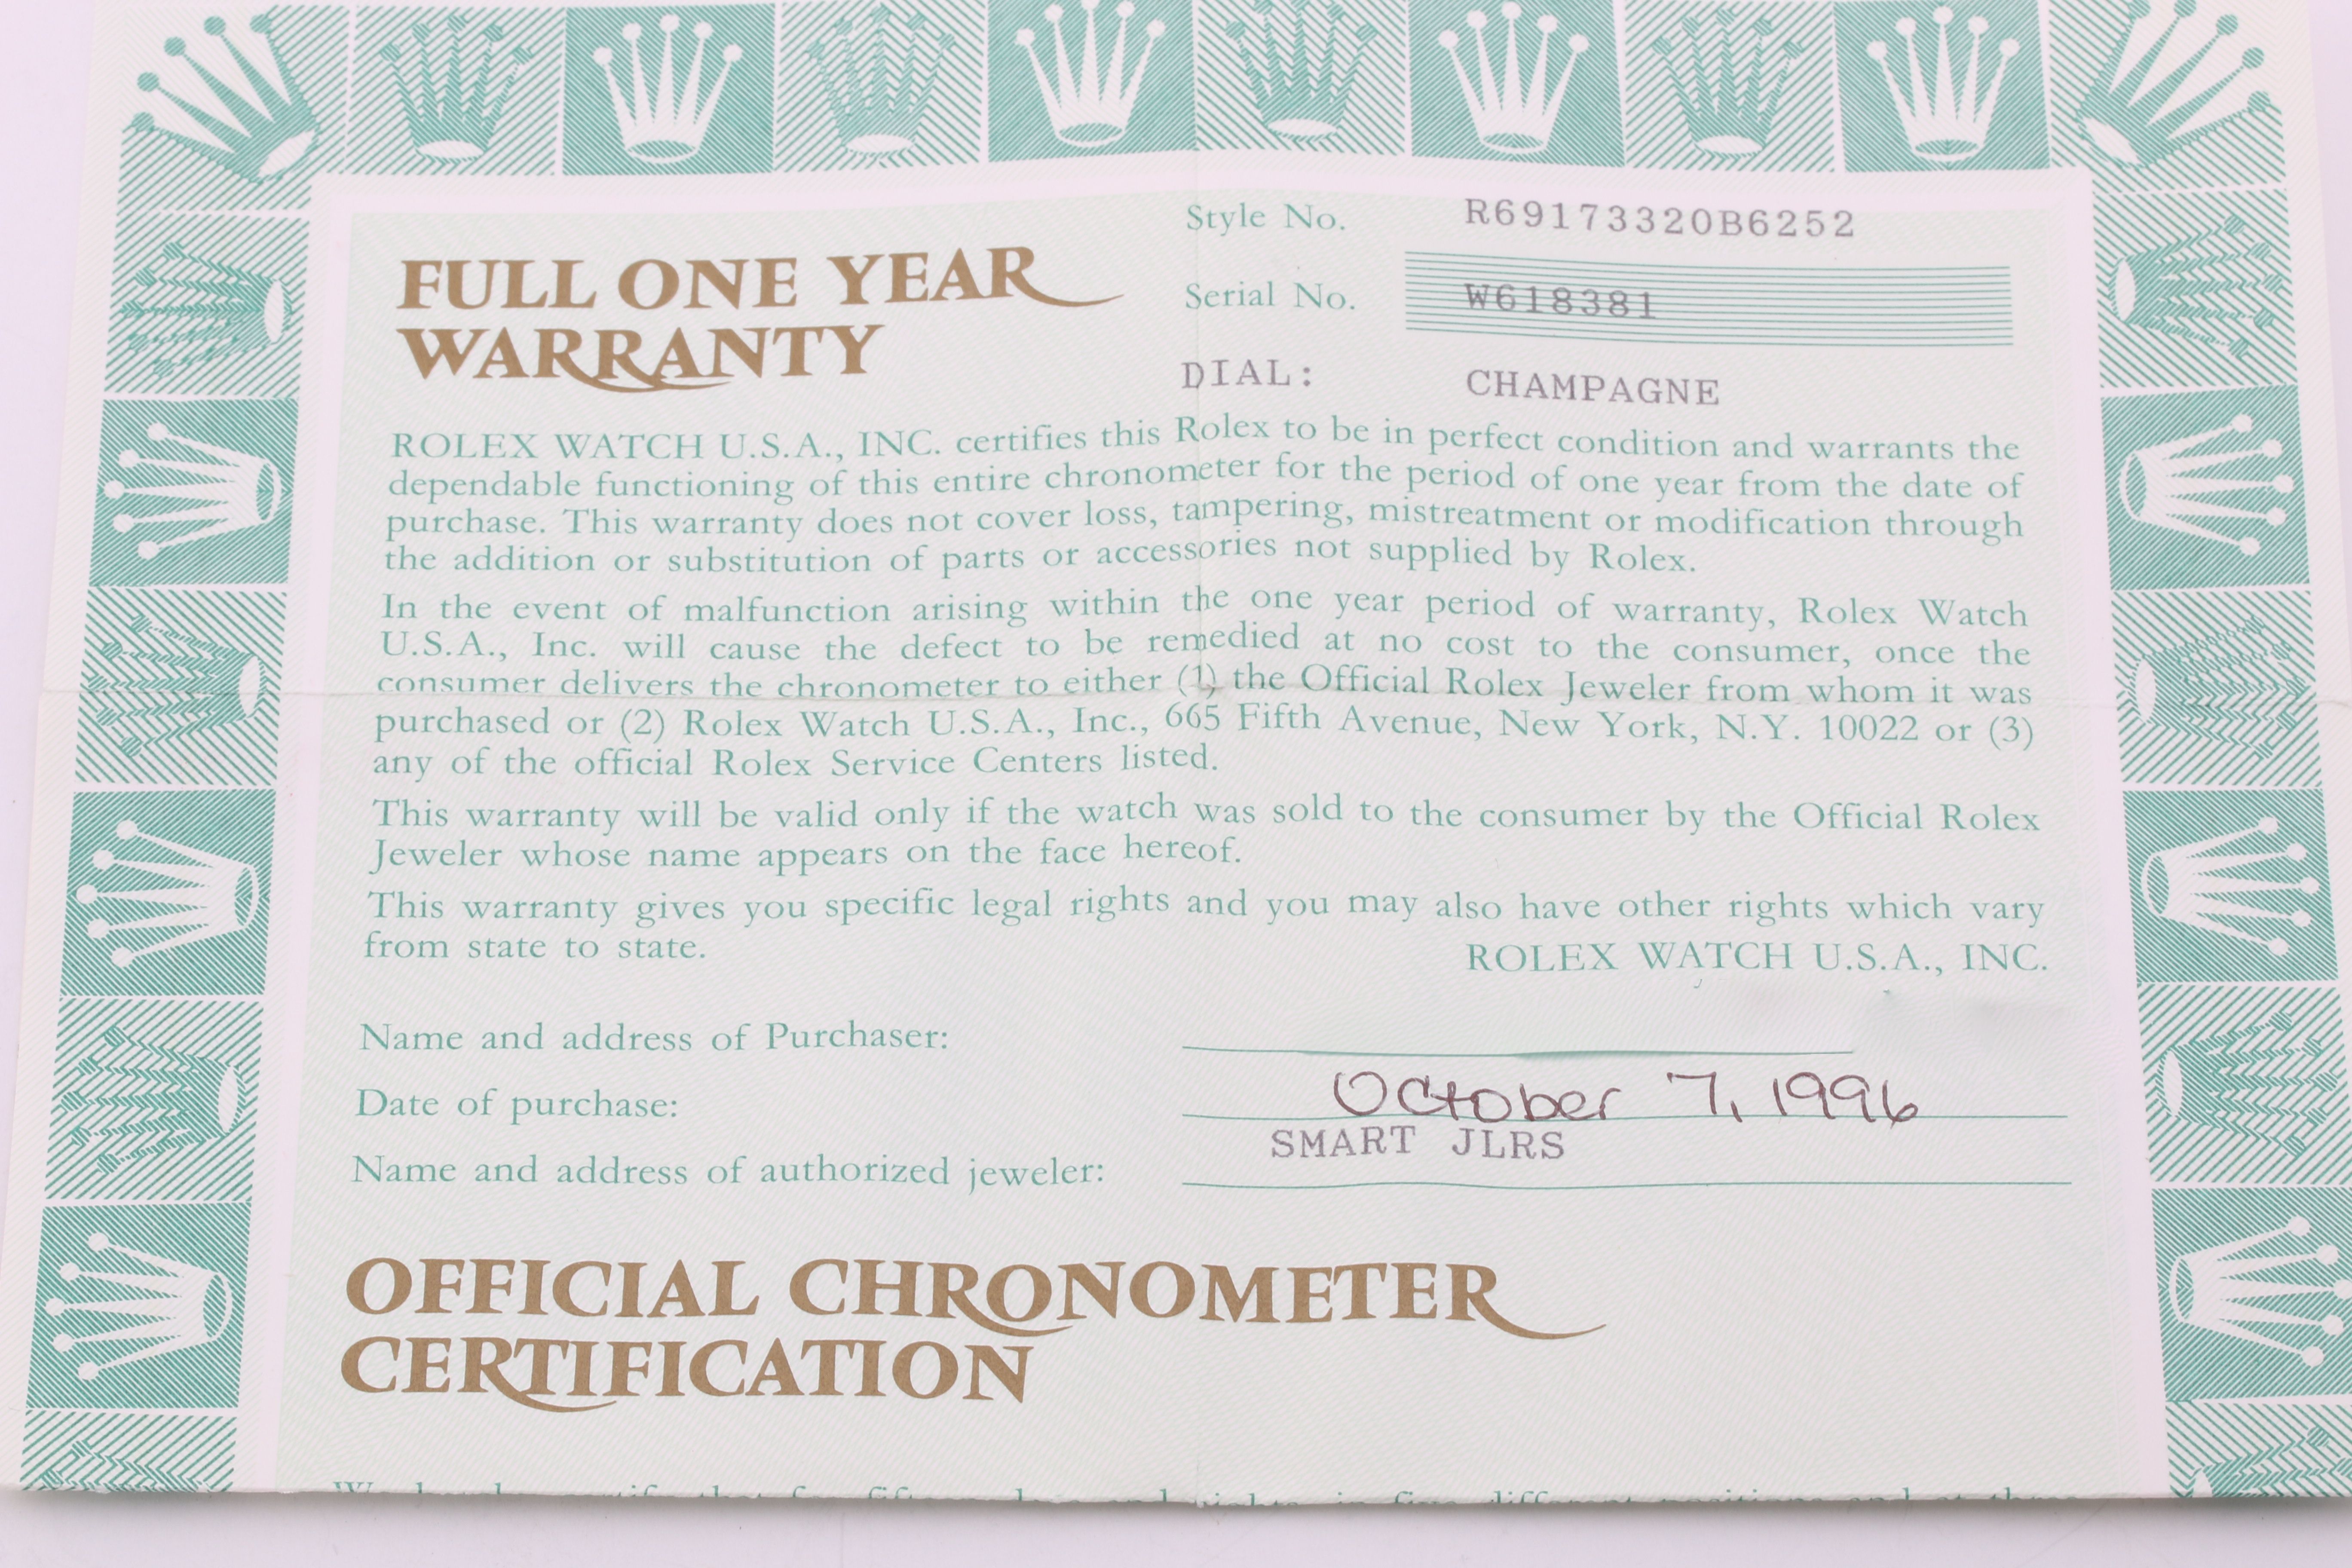 Style No. R69173320B6252
FULL ONE YEAR
WARRANTY
Serial No. W618381
DIAL: CHAMPAGNE
ROLEX WATCH U.S.A., INC. certifies this Rolex to be in perfect condition and warrants the
dependable functioning of this entire chronometer for the period of one year from the date of
purchase. This warranty does not cover loss, tampering, mistreatment or modification through
the addition or substitution of parts or accessories not supplied by Rolex.
In the event of malfunction arising within the one year period of warranty, Rolex Watch
U.S.A., Inc. will cause the defect to be remedied at no cost to the consumer, once the
consumer delivers the chronometer to either (1) the Official Rolex Jeweler from whom it was
purchased or (2) Rolex Watch U.S.A., Inc., 665 Fifth Avenue, New York, N.Y. 10022 or (3)
any of the official Rolex Service Centers listed.
This warranty will be valid only if the watch was sold to the consumer by the Official Rolex
Jeweler whose name appears on the face hereof.
This warranty gives you specific legal rights and you may also have other rights which vary
from state to state.
ROLEX WATCH U.S.A., INC.
Name and address of Purchaser:
Date of purchase: October 7, 1996
SMART JLRS
Name and address of authorized jeweler:
OFFICIAL CHRONOMETER
CERTIFICATION